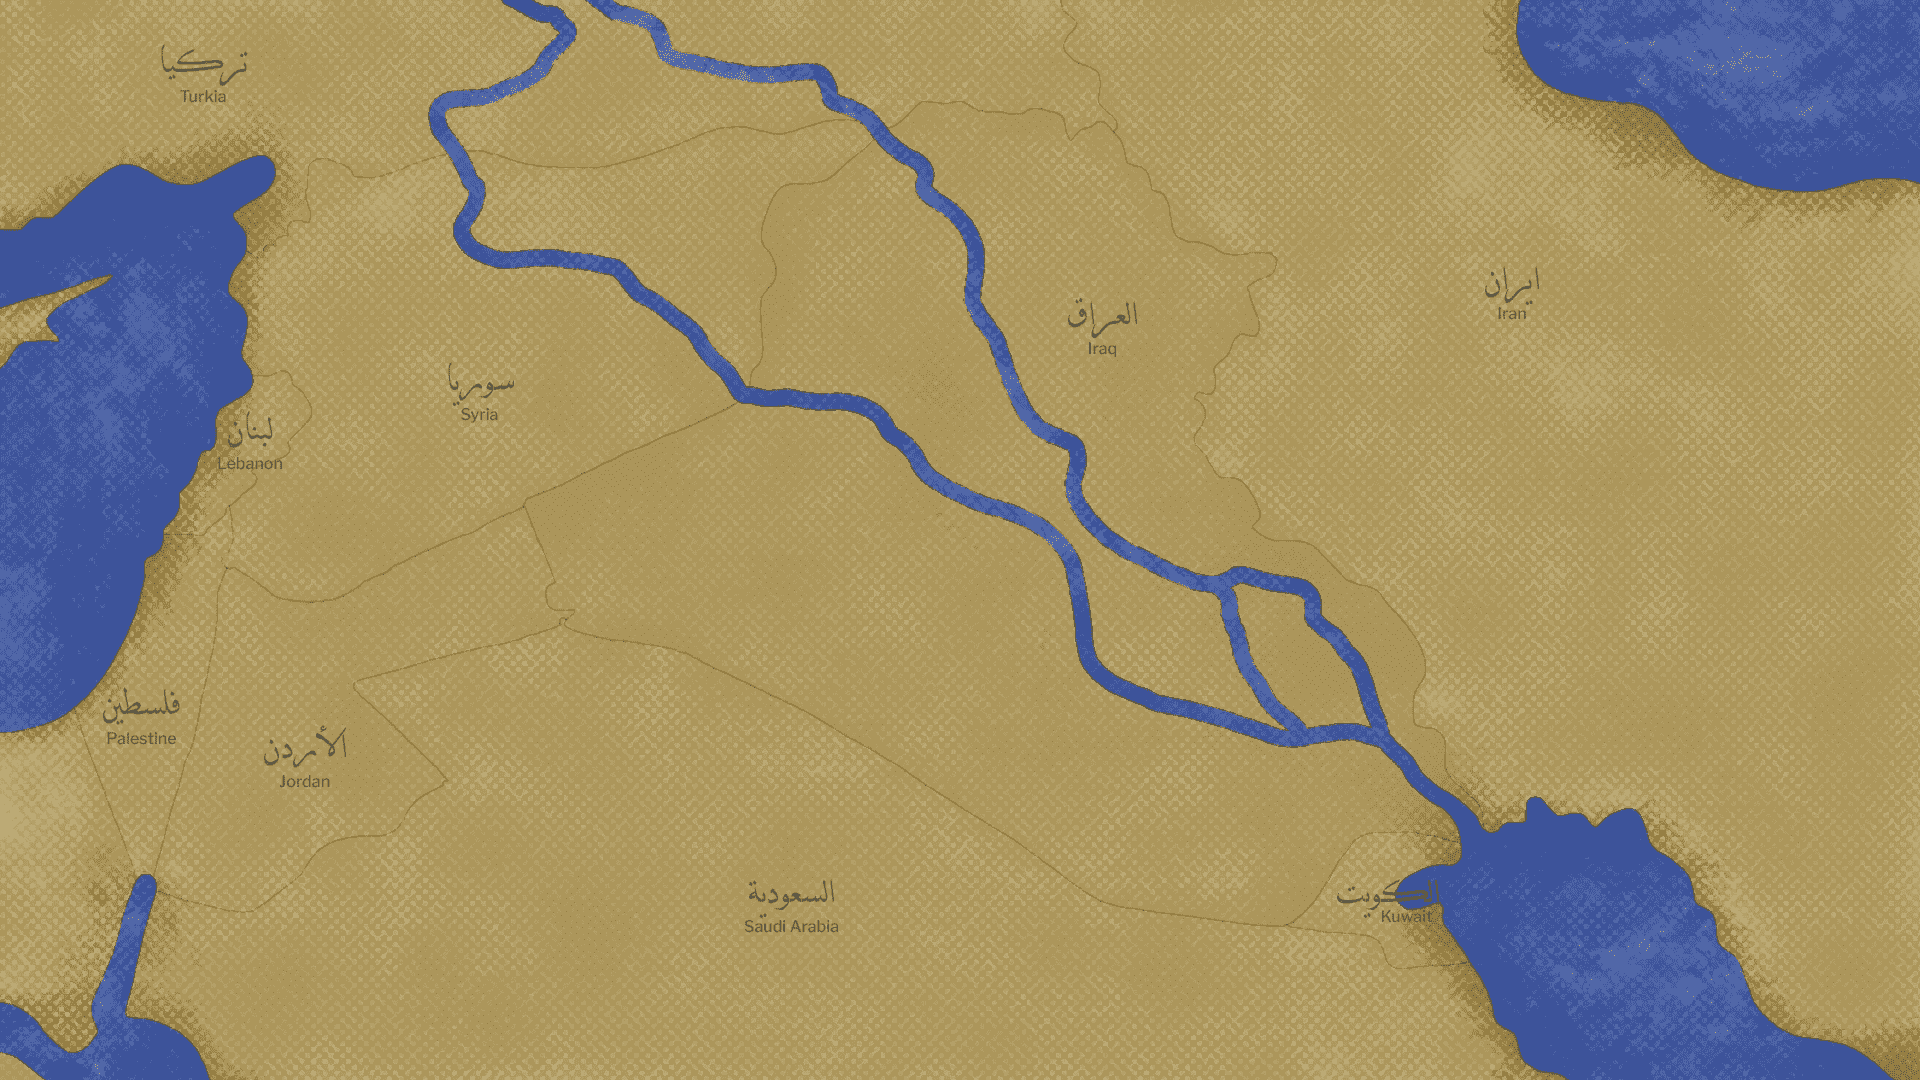 تركيا
Turkia
ايران
Iran
العراق
Iraq
سوريا
Syria
لبنان
Lebanon
فلسطين
Palestine
الأردن
Jordan
السعودية
Saudi Arabia
الكويت
Kuwait